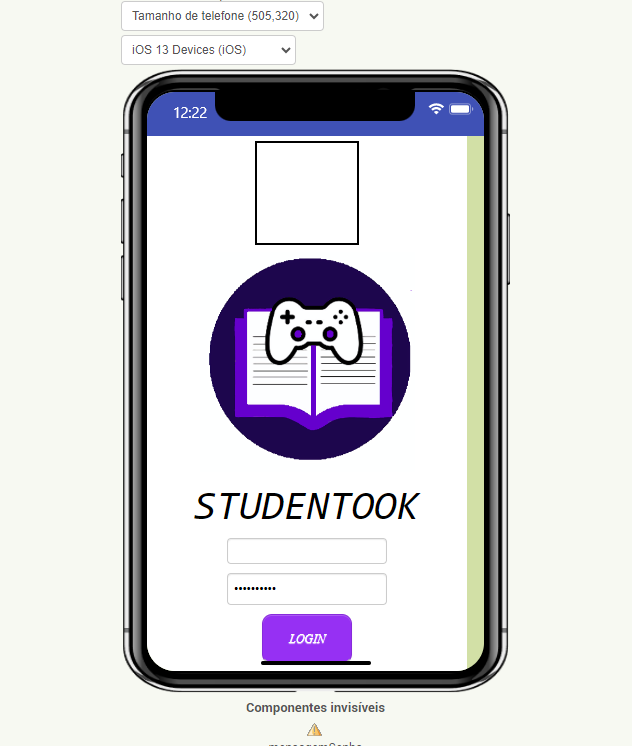 Tamanho de telefone (505,320)
iOS 13 Devices (iOS)
12:22
STUDENTOOK
••••••••••
LOGIN
Componentes invisíveis